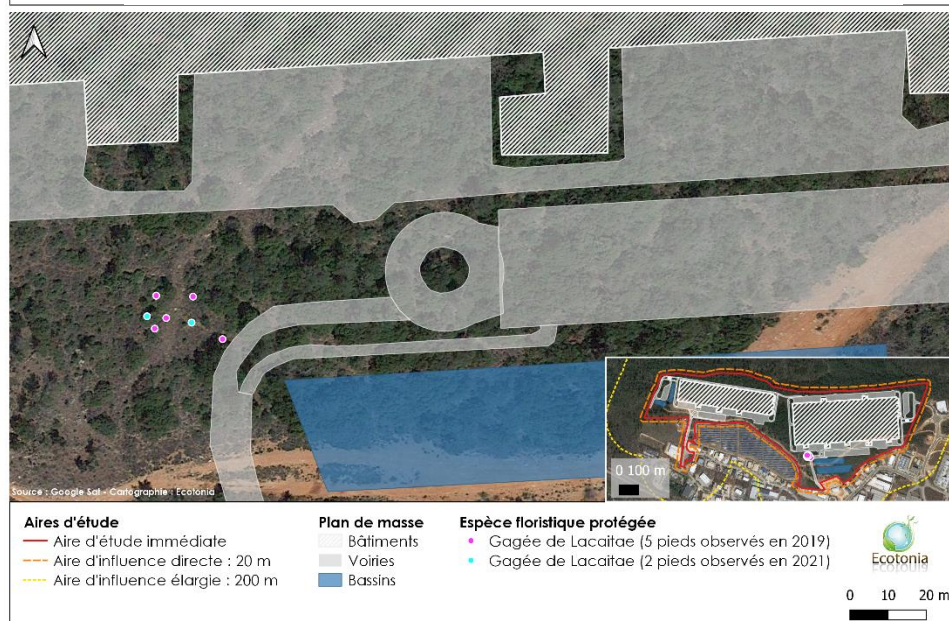 0 100 m
Source : Google Sat - Cartographie : Ecotonia
Aires d'étude
Aire d'étude immédiate
Aire d'influence directe : 20 m
Aire d'influence élargie : 200 m
Plan de masse
Bâtiments
Voiries
Bassins
Espèce floristique protégée
Gagée de Lacaitae (5 pieds observés en 2019)
Gagée de Lacaitae (2 pieds observés en 2021)
Ecotonia
0 10 20 m